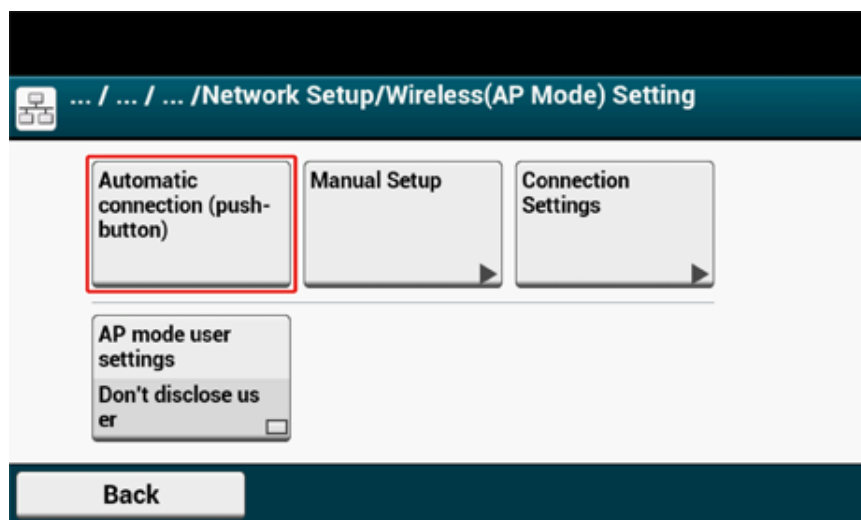 ... / ... / ... /Network Setup/Wireless(AP Mode) Setting
Automatic
connection (push-
button)
Manual Setup
Connection
Settings
AP mode user
settings
Don't disclose us
er
Back